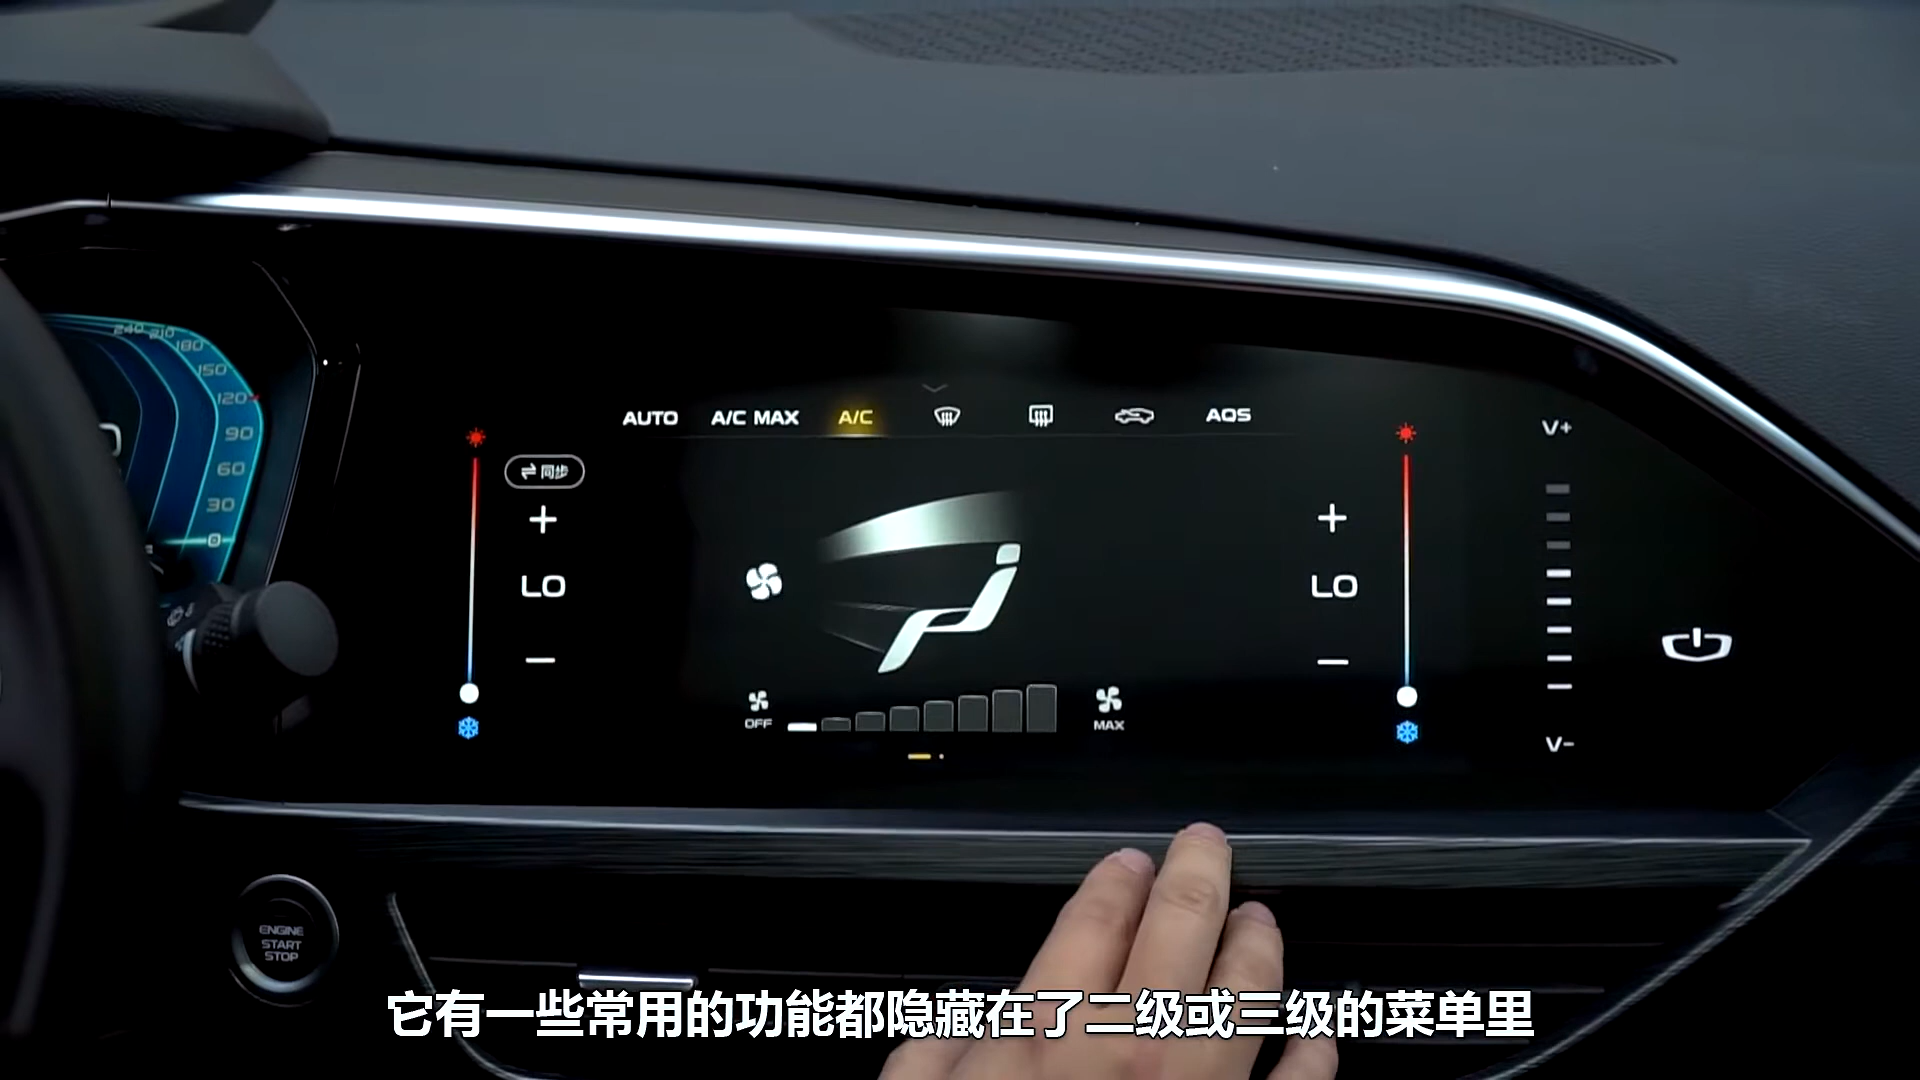 240 210
180
150
120
90
60
30
0
AUTO A/C MAX A/C AQS
同步
LO
LO
V+
V-
OFF
MAX
ENGINE
START
STOP
它有一些常用的功能都隐藏在了二级或三级的菜单里